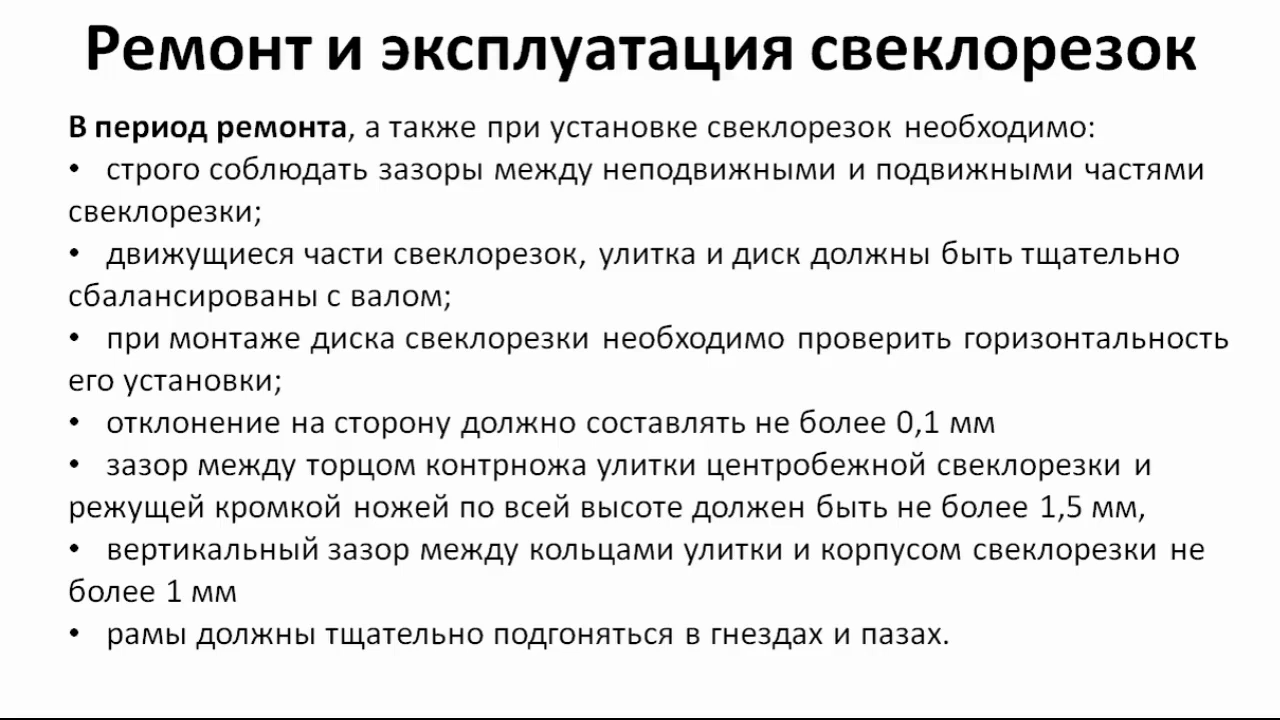 Ремонт и эксплуатация свеклорезок
В период ремонта, а также при установке свеклорезок необходимо:
• строго соблюдать зазоры между неподвижными и подвижными частями
свеклорезки;
• движущиеся части свеклорезок, улитка и диск должны быть тщательно
сбалансированы с валом;
• при монтаже диска свеклорезки необходимо проверить горизонтальность
его установки;
• отклонение на сторону должно составлять не более 0,1 мм
• зазор между торцом контрножа улитки центробежной свеклорезки и
режущей кромкой ножей по всей высоте должен быть не более 1,5 мм,
• вертикальный зазор между кольцами улитки и корпусом свеклорезки не
более 1 мм
• рамы должны тщательно подгоняться в гнездах и пазах.